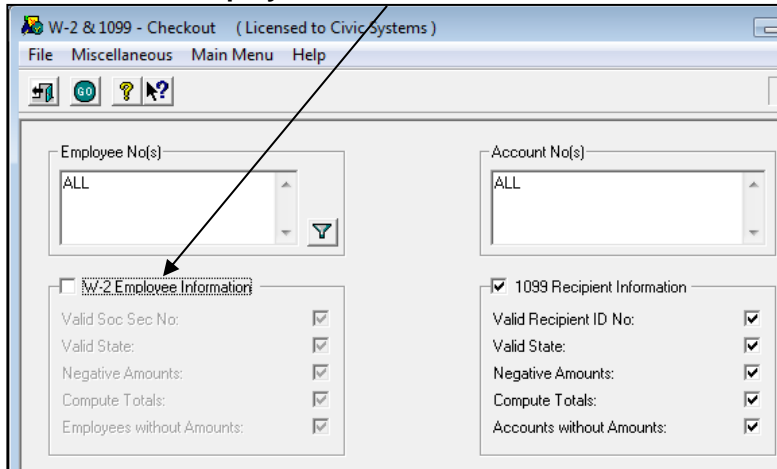 W-2 & 1099 - Checkout ( Licensed to Civic Systems )
File Miscellaneous Main Menu Help
GO ? ?
Employee No(s)
ALL
Account No(s)
ALL
W-2 Employee Information
Valid Soc Sec No:
Valid State:
Negative Amounts:
Compute Totals:
Employees without Amounts:
1099 Recipient Information
Valid Recipient ID No:
Valid State:
Negative Amounts:
Compute Totals:
Accounts without Amounts: